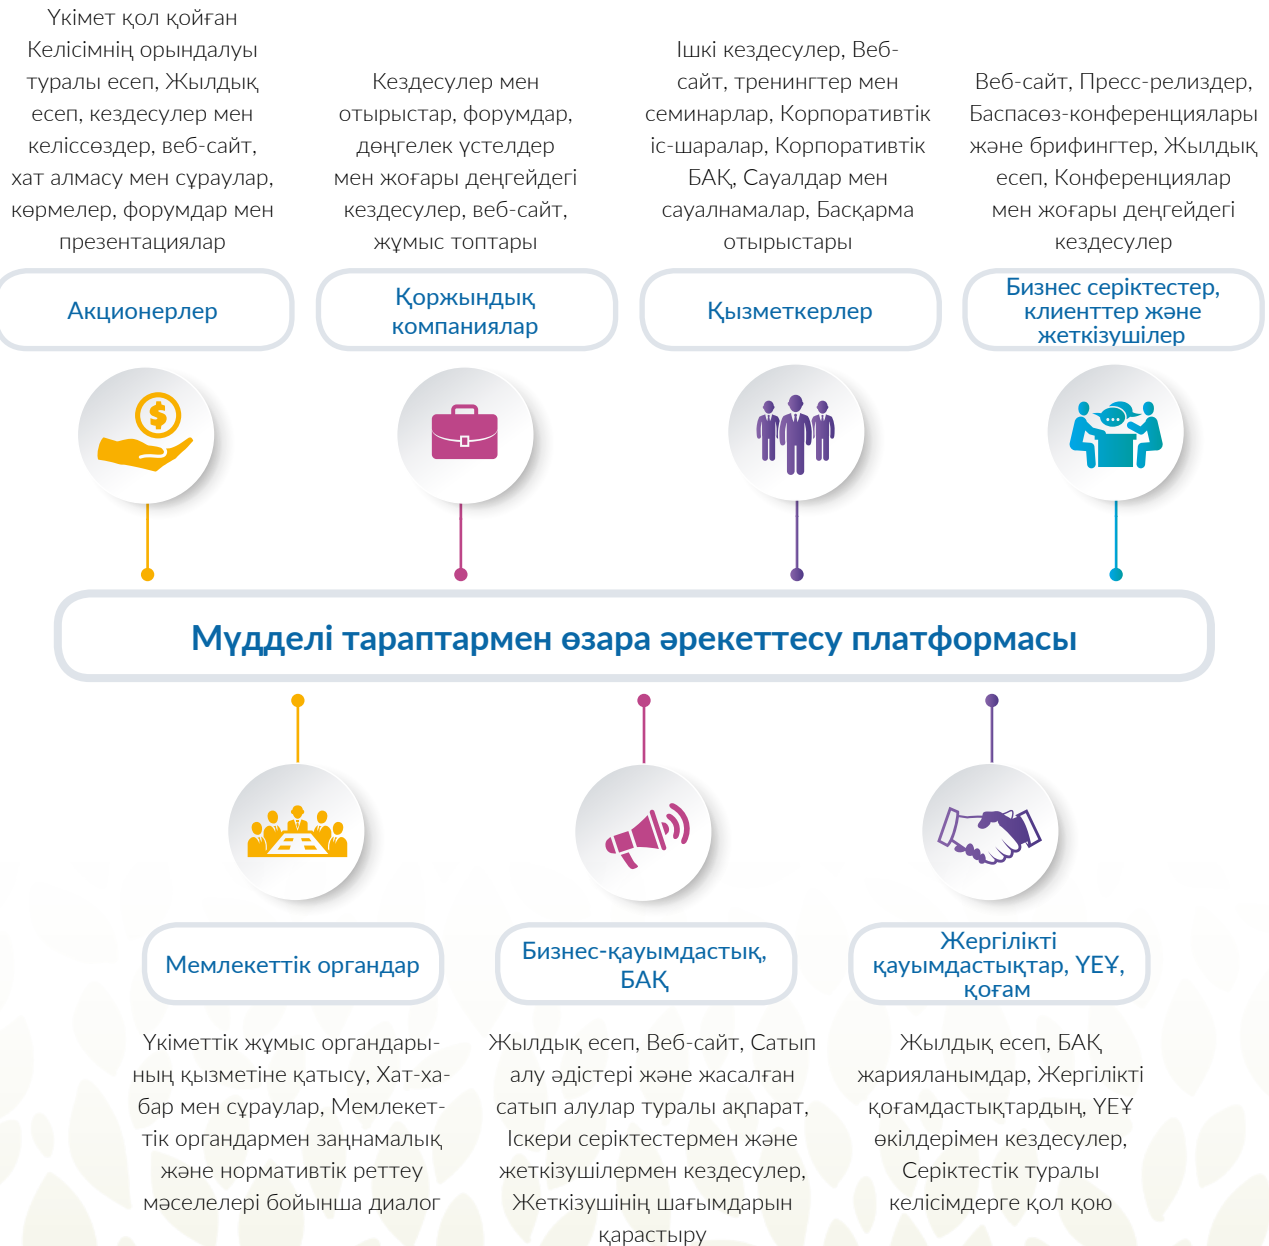 Үкімет қол қойған
Келісімнің орындалуы
туралы есеп, Жылдық
есеп, кездесулер мен
келіссөздер, веб-сайт,
хат алмасу мен сұраулар,
көрмелер, форумдар мен
презентациялар
Акционерлер
Кездесулер мен
отырыстар, форумдар,
дөңгелек үстелдер
мен жоғары деңгейдегі
кездесулер, веб-сайт,
жұмыс топтары
Қоржындық
компаниялар
Ішкі кездесулер, Веб-
сайт, тренингтер мен
семинарлар, Корпоративтік
іс-шаралар, Корпоративтік
БАҚ, Сауалдар мен
сауалнамалар, Басқарма
отырыстары
Қызметкерлер
Веб-сайт, Пресс-релиздер,
Баспасөз-конференциялары
және брифингтер, Жылдық
есеп, Конференциялар
мен жоғары деңгейдегі
кездесулер
Бизнес серіктестер,
клиенттер және
жеткізушілер
Мүдделі тараптармен өзара әрекеттесу платформасы
Мемлекеттік органдар
Үкіметтік жұмыс органдары-
ның қызметіне қатысу, Хат-ха-
бар мен сұраулар, Мемлекет-
тік органдармен заңнамалық
және нормативтік реттеу
мәселелері бойынша диалог
Бизнес-қауымдастық,
БАҚ
Жылдық есеп, Веб-сайт, Сатып
алу әдістері және жасалған
сатып алулар туралы ақпарат,
Іскери серіктестермен және
жеткізушілермен кездесулер,
Жеткізушінің шағымдарын
қарастыру
Жергілікті
қауымдастықтар, ҮЕҰ,
қоғам
Жылдық есеп, БАҚ
жарияланымдар, Жергілікті
қоғамдастықтардың, ҮЕҰ
өкілдерімен кездесулер,
Серіктестік туралы
келісімдерге қол қою